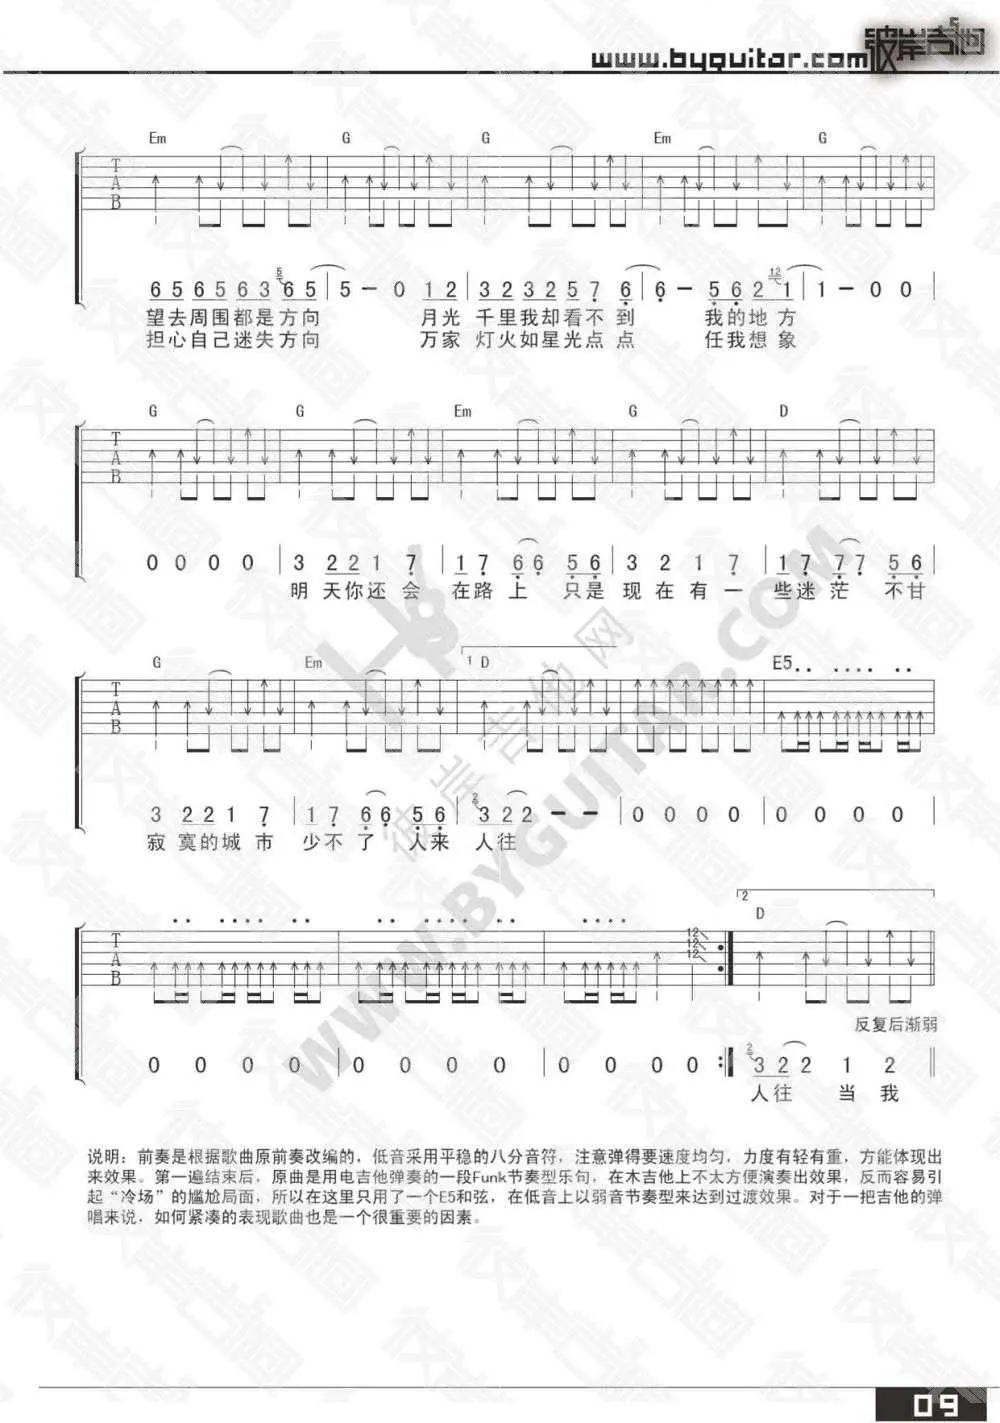 www.byguitar.com 彼岸吉他
Em G G Em G
T
A
B
5
6 5 6 5 6 3 6 5 | 5 - 0 1 2 | 3 2 3 2 5 7 6 | 6 - 5 6 2 12 1 | 1 - 0 0 |
望去周围都是方向 月光 千里我却看不到 我的地方
担心自己迷失方向 万家 灯火如星光点点 任我想象
G G Em G D
T
A
B
0 0 0 0 | 3 2 2 1 7 | 1 7 6 6 5 6 | 3 2 1 7 | 1 7 7 7 5 6 |
明天你还会 在路上 只是 现在有一 些迷茫 不甘
G Em 1 D E5
T
A
B
3 2 2 1 7 | 1 7 6 6 5 6 | 2 3 2 2 - - | 0 0 0 0 | 0 0 0 0 |
寂寞的城市 少不了 人来 人往
2
D
T
A
B
12
12
12
反复后渐弱
0 0 0 0 | 0 0 0 0 | 0 0 0 0 :| 2 3 2 2 1 2 ||
人往 当我
说明：前奏是根据歌曲原前奏改编的，低音采用平稳的八分音符，注意弹得要速度均匀，力度有轻有重，方能体现出
来效果。第一遍结束后，原曲是用电吉他弹奏的一段Funk节奏型乐句，在木吉他上不太方便演奏出效果，反而容易引
起“冷场”的尴尬局面，所以在这里只用了一个E5和弦，在低音上以弱音节奏型来达到过渡效果。对于一把吉他的弹
唱来说，如何紧凑的表现歌曲也是一个很重要的因素。
彼岸吉他网
WWW.BYGUITAR.COM
09